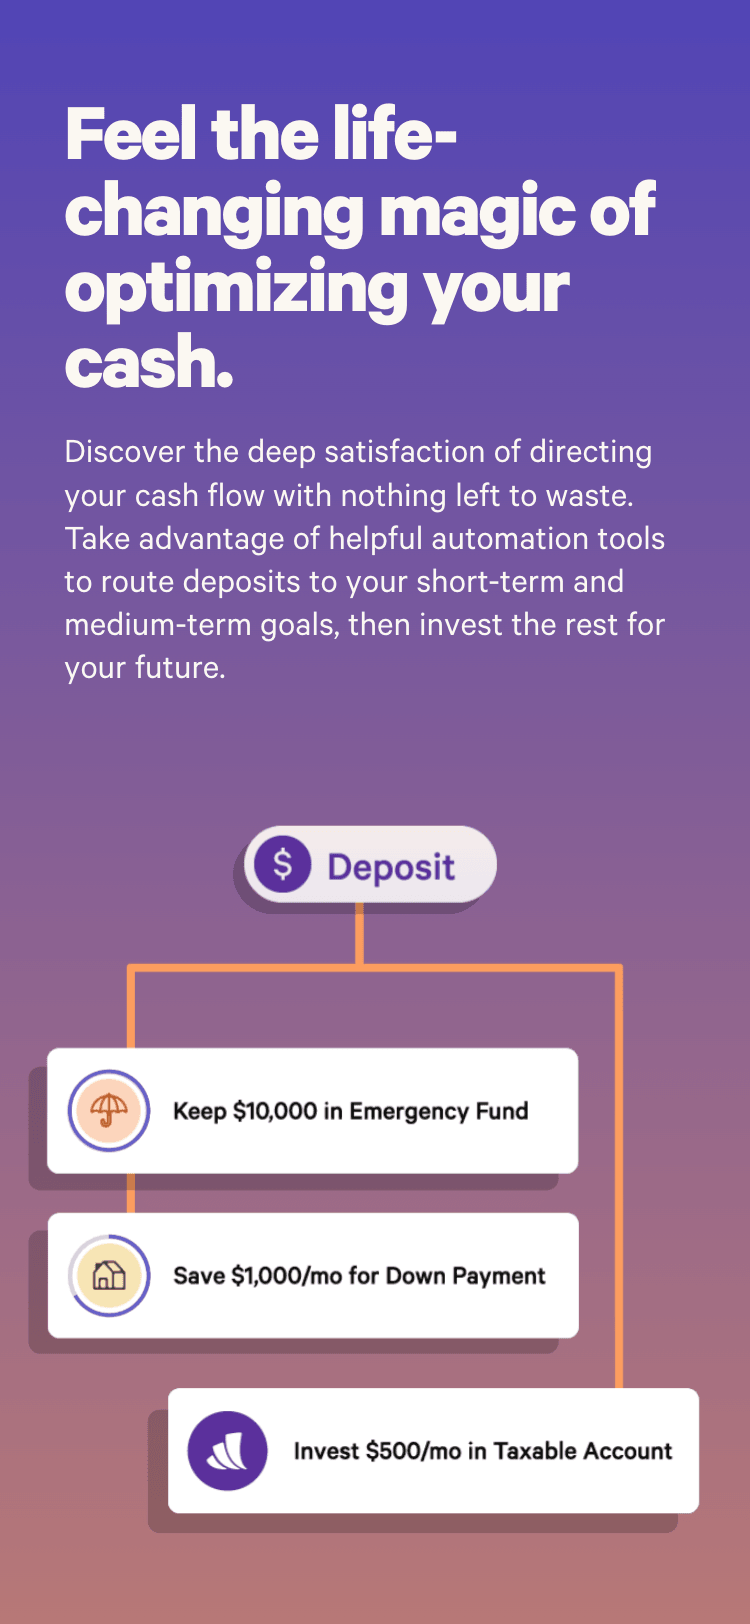 Feel the life-
changing magic of
optimizing your
cash.
Discover the deep satisfaction of directing
your cash flow with nothing left to waste.
Take advantage of helpful automation tools
to route deposits to your short-term and
medium-term goals, then invest the rest for
your future.
$ Deposit
Keep $10,000 in Emergency Fund
Save $1,000/mo for Down Payment
Invest $500/mo in Taxable Account